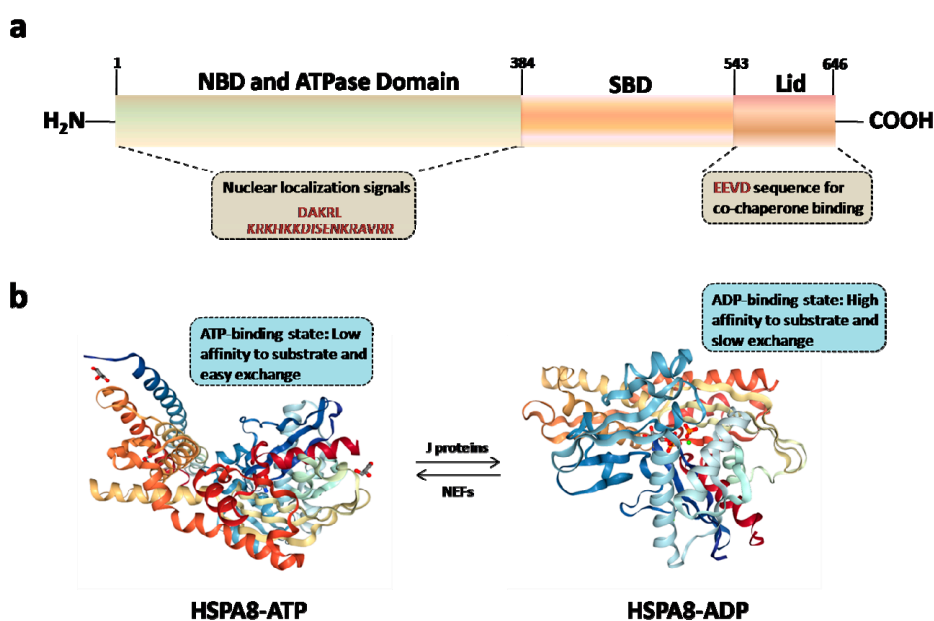 a
1
384
543
646
NBD and ATPase Domain
SBD
Lid
H₂N
COOH
Nuclear localization signals
DAKRL
KRKHKKDISENKRAVRR
EEVD sequence for
co-chaperone binding
b
ATP-binding state: Low
affinity to substrate and
easy exchange
ADP-binding state: High
affinity to substrate and
slow exchange
J proteins
NEFs
HSPA8-ATP
HSPA8-ADP